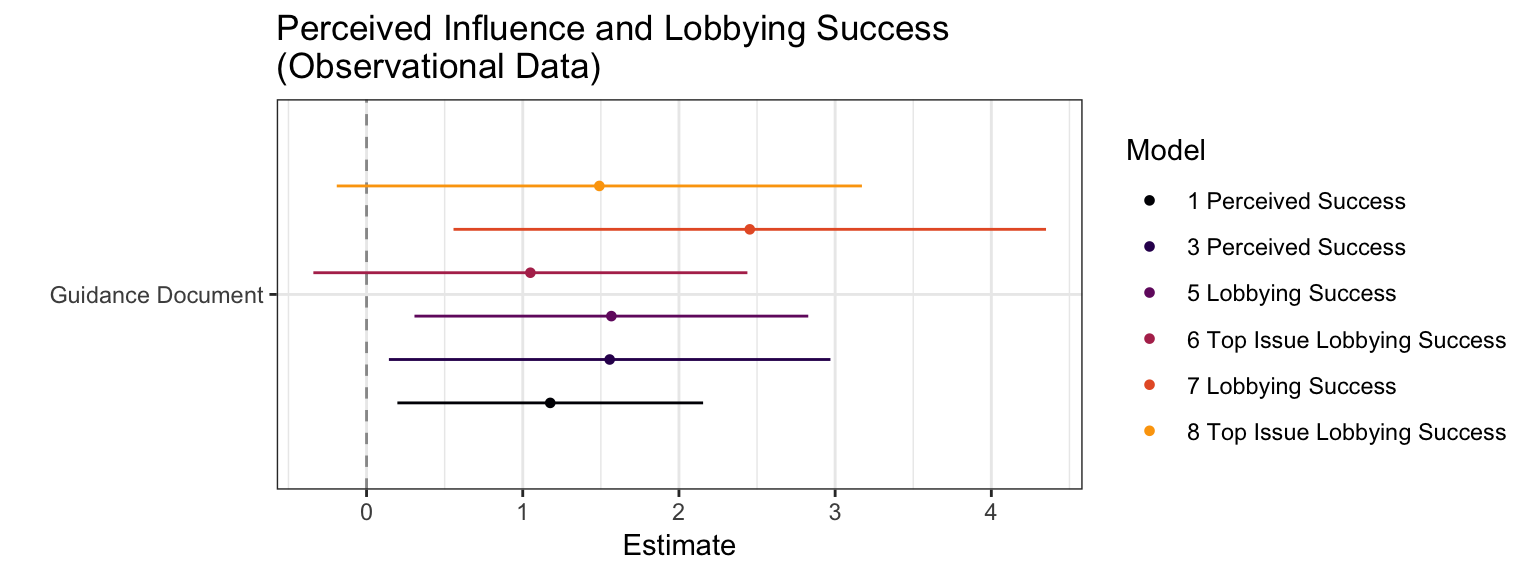 Perceived Influence and Lobbying Success
(Observational Data)
Guidance Document
0 1 2 3 4
Estimate
Model
1 Perceived Success
3 Perceived Success
5 Lobbying Success
6 Top Issue Lobbying Success
7 Lobbying Success
8 Top Issue Lobbying Success